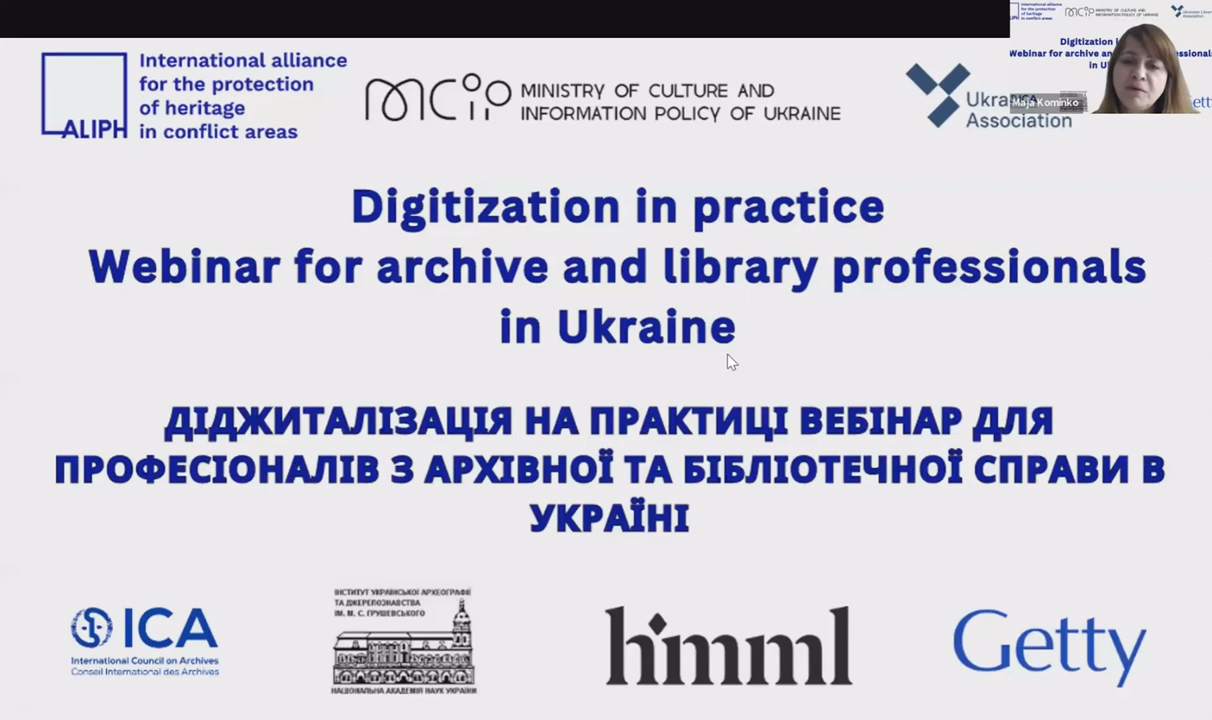 International alliance
for the protection
of heritage
in conflict areas
ALIPH
мсір MINISTRY OF CULTURE AND
INFORMATION POLICY OF UKRAINE
Association
Maja Kominko
Digitization in practice
Webinar for archive and library professionals
in Ukraine
ДІДЖИТАЛІЗАЦІЯ НА ПРАКТИЦІ ВЕБІНАР ДЛЯ
ПРОФЕСІОНАЛІВ З АРХІВНОЇ ТА БІБЛІОТЕЧНОЇ СПРАВИ В
УКРАЇНІ
ICA
International Council on Archives
Conseil International des Archives
ІНСТИТУТ УКРАЇНСЬКОЇ АРХЕОГРАФІЇ
ТА ДЖЕРЕЛОЗНАВСТВА
ІМ. М. С. ГРУШЕВСЬКОГО
НАЦІОНАЛЬНА АКАДЕМІЯ НАУК УКРАЇНИ
hmml
Getty